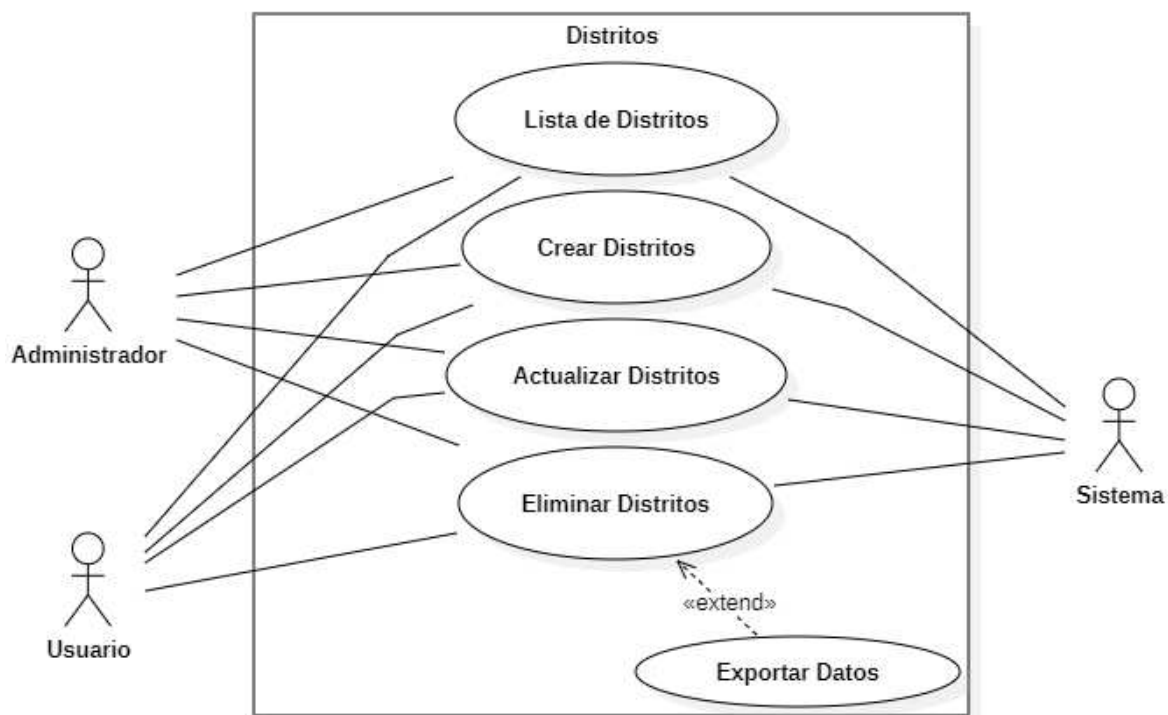 Distritos
Lista de Distritos
Crear Distritos
Administrador
Actualizar Distritos
Sistema
Eliminar Distritos
Usuario
«extend»
Exportar Datos